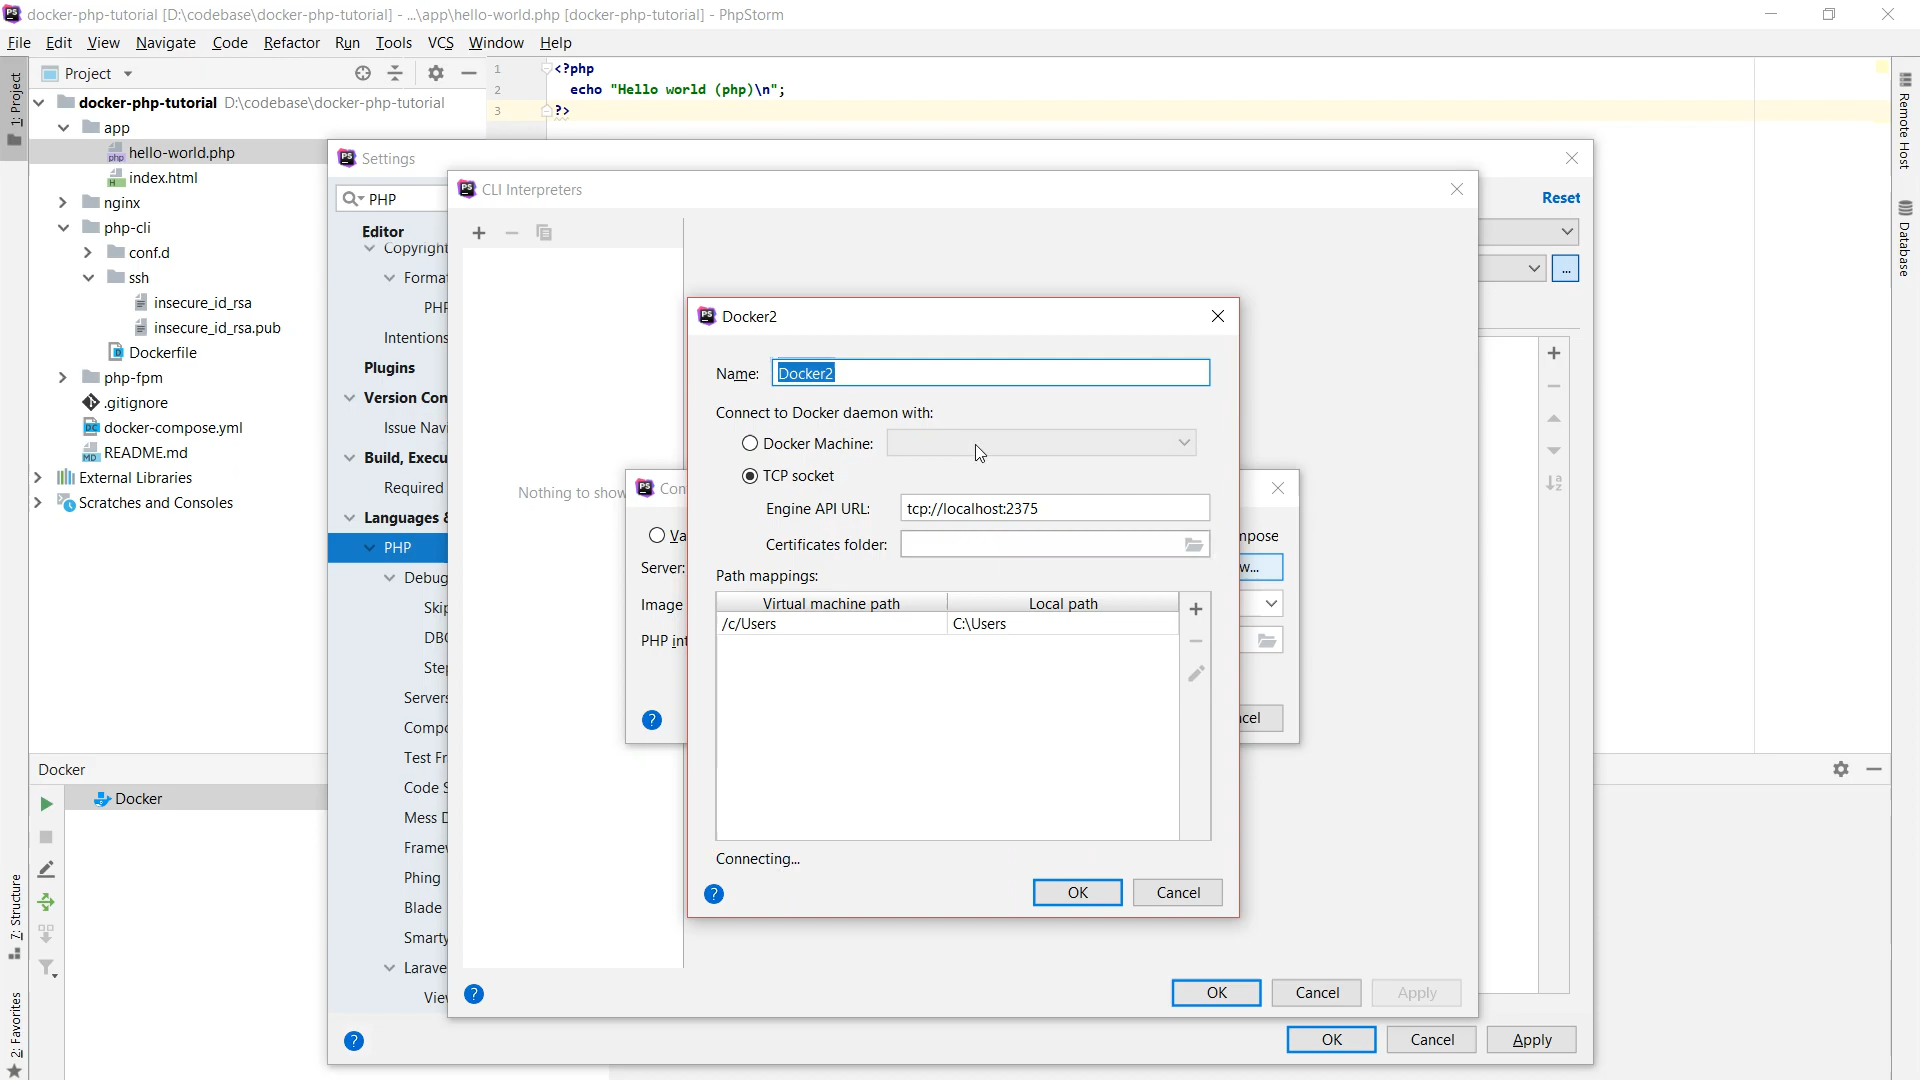 docker-php-tutorial [D:\codebase\docker-php-tutorial] - ...\app\hello-world.php [docker-php-tutorial] - PhpStorm
File Edit View Navigate Code Refactor Run Tools VCS Window Help
1: Project
Project
docker-php-tutorial D:\codebase\docker-php-tutorial
app
hello-world.php
index.html
nginx
php-cli
conf.d
ssh
insecure_id_rsa
insecure_id_rsa.pub
Dockerfile
php-fpm
.gitignore
docker-compose.yml
README.md
External Libraries
Scratches and Consoles
1 <?php
2 echo "Hello world (php)\n";
3 ?>
Remote Host
Database
Settings
PHP
Reset
Editor
Copyright
Forma
PHP
Intentions
Plugins
Version Con
Issue Navi
Build, Execu
Required
Languages &
PHP
Debug
Skip
DBG
Step
Servers
Compo
Test Fr
Code S
Mess D
Frame
Phing
Blade
Smarty
Larave
Vie
CLI Interpreters
Nothing to show
Con
Va
mpose
Server:
w...
Image
PHP int
ncel
Docker2
Name: Docker2
Connect to Docker daemon with:
Docker Machine:
TCP socket
Engine API URL: tcp://localhost:2375
Certificates folder:
Path mappings:
Virtual machine path Local path
/c/Users C:\Users
Connecting...
OK Cancel
OK Cancel Apply
OK Cancel Apply
Docker
Docker
7: Structure
2: Favorites